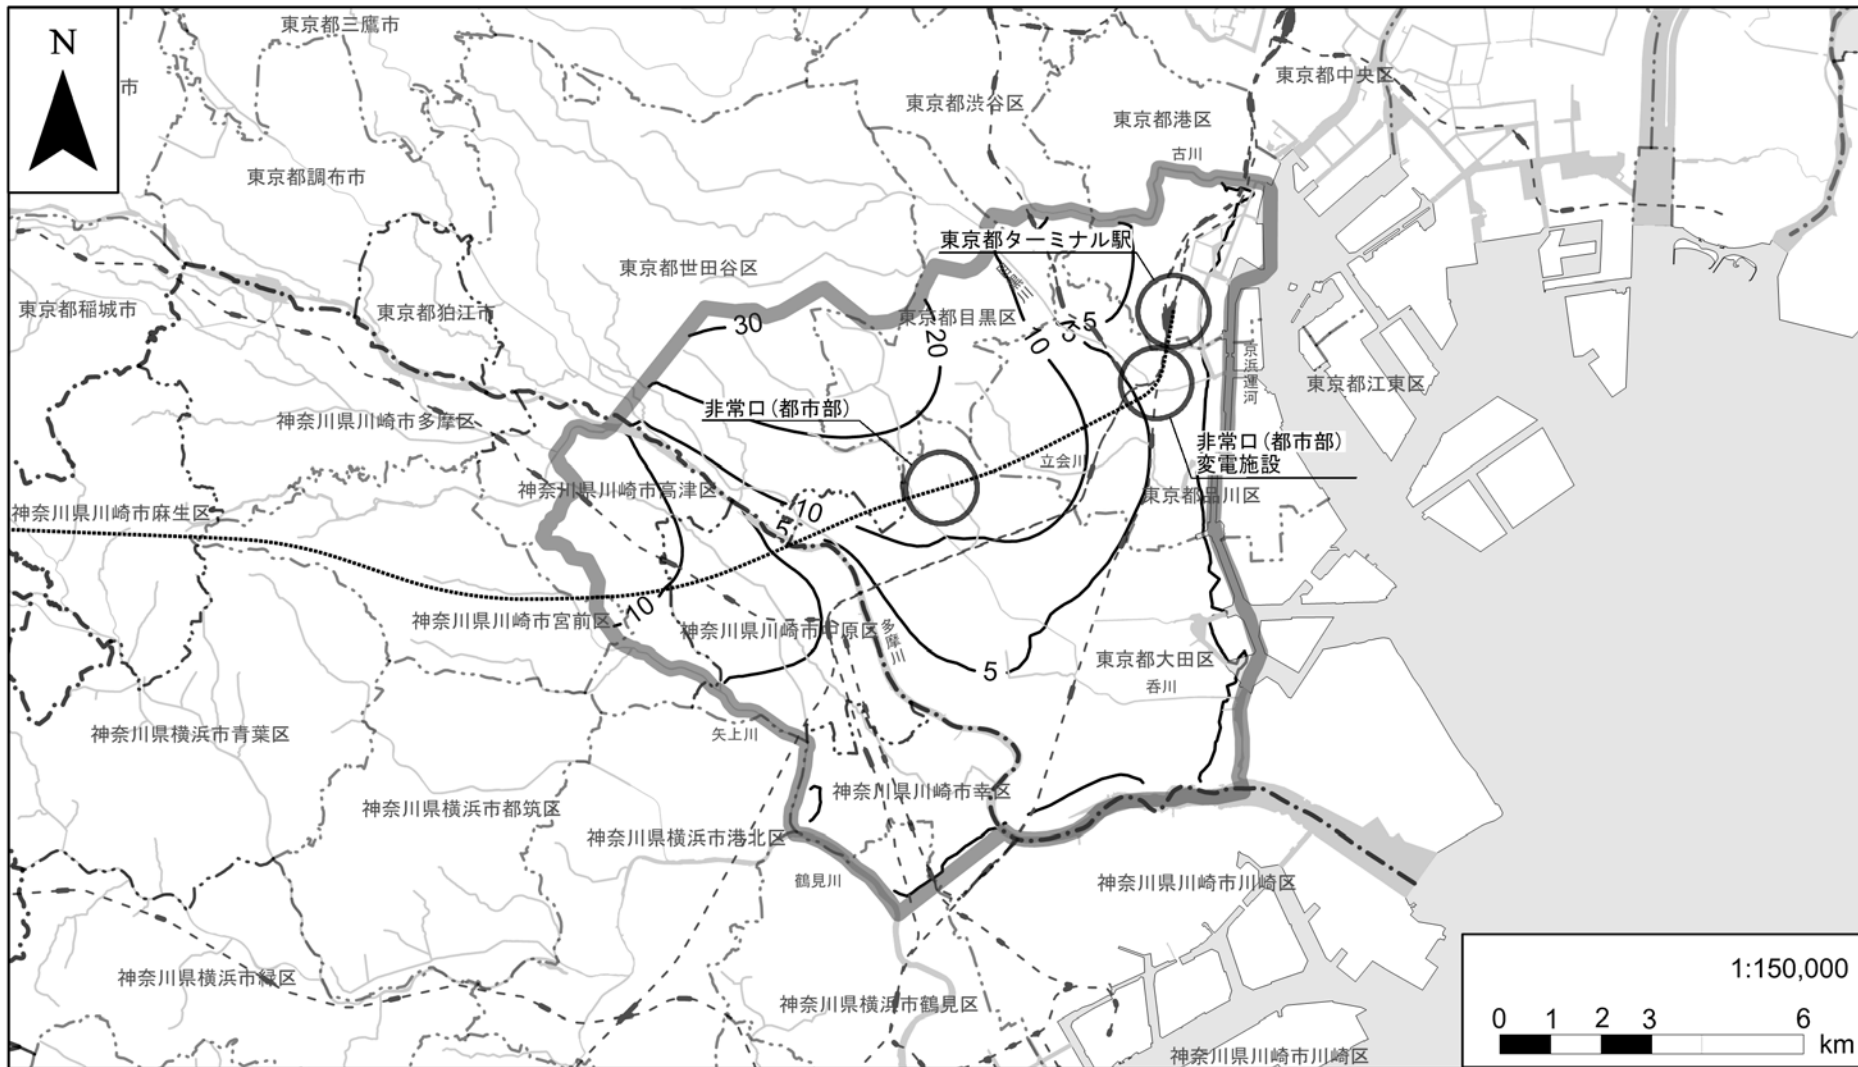 N
東京都三鷹市
市
東京都中央区
東京都渋谷区
東京都港区
古川
東京都調布市
東京都ターミナル駅
東京都世田谷区
目黒川
東京都稲城市
東京都狛江市
東京都目黒区
30
20
10
5
5
京浜運河
東京都江東区
非常口(都市部)
神奈川県川崎市多摩区
非常口(都市部)
変電施設
立会川
神奈川県川崎市高津区
東京都品川区
神奈川県川崎市麻生区
10
5
10
神奈川県川崎市宮前区
神奈川県川崎市中原区
多摩川
5
東京都大田区
呑川
神奈川県横浜市青葉区
矢上川
神奈川県川崎市幸区
神奈川県横浜市都筑区
神奈川県横浜市港北区
鶴見川
神奈川県川崎市川崎区
神奈川県横浜市緑区
神奈川県横浜市鶴見区
神奈川県川崎市川崎区
1:150,000
0 1 2 3 6
km